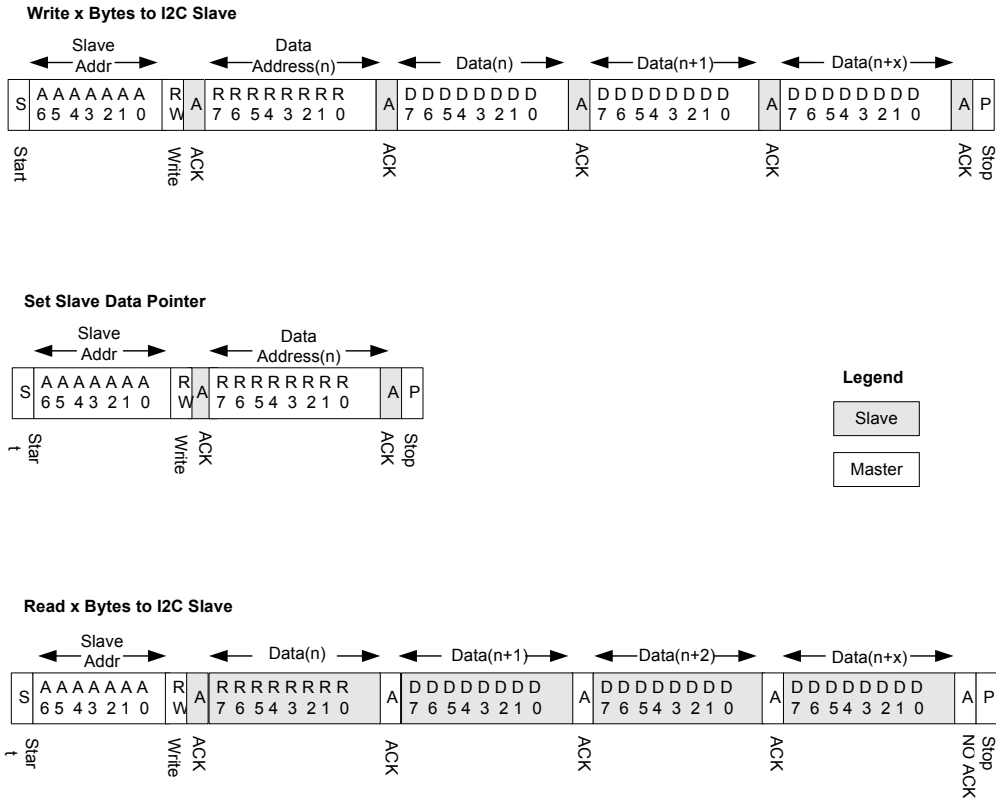 Write x Bytes to I2C Slave
Slave
Addr
Data
Address(n)
Data(n)
Data(n+1)
Data(n+x)
S A A A A A A A R A R R R R R R R R A D D D D D D D D A D D D D D D D D A D D D D D D D D A P
6 5 4 3 2 1 0 W 7 6 5 4 3 2 1 0 7 6 5 4 3 2 1 0 7 6 5 4 3 2 1 0 7 6 5 4 3 2 1 0
Start
Write
ACK
ACK
ACK
ACK
ACK
Stop
Set Slave Data Pointer
Slave
Addr
Data
Address(n)
S A A A A A A A R A R R R R R R R R A P
6 5 4 3 2 1 0 W 7 6 5 4 3 2 1 0
Star
t
Write
ACK
ACK
Stop
Legend
Slave
Master
Read x Bytes to I2C Slave
Slave
Addr
Data(n)
Data(n+1)
Data(n+2)
Data(n+x)
S A A A A A A A R A R R R R R R R R A D D D D D D D D A D D D D D D D D A D D D D D D D D A P
6 5 4 3 2 1 0 W 7 6 5 4 3 2 1 0 7 6 5 4 3 2 1 0 7 6 5 4 3 2 1 0 7 6 5 4 3 2 1 0
Star
t
Write
ACK
ACK
ACK
ACK
Stop
NO ACK